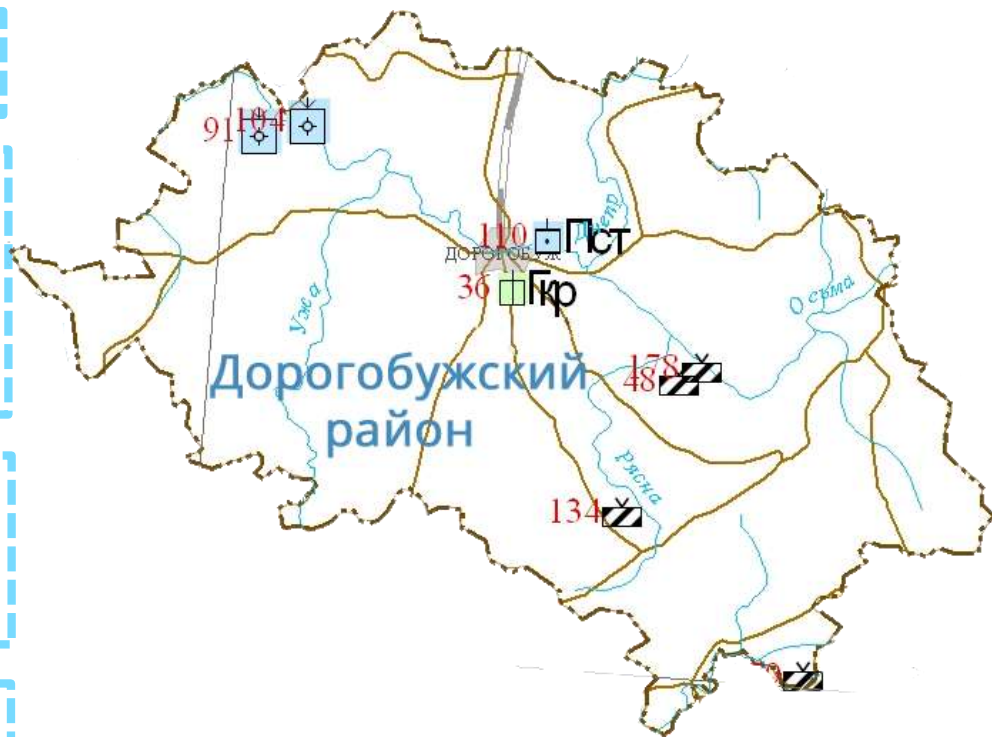 91
104
110
Пст
Днепр
ДОРОГОБУЖ
36
Гкр
Ужа
Осьма
Дорогобужский
район
178
48
Рясна
134